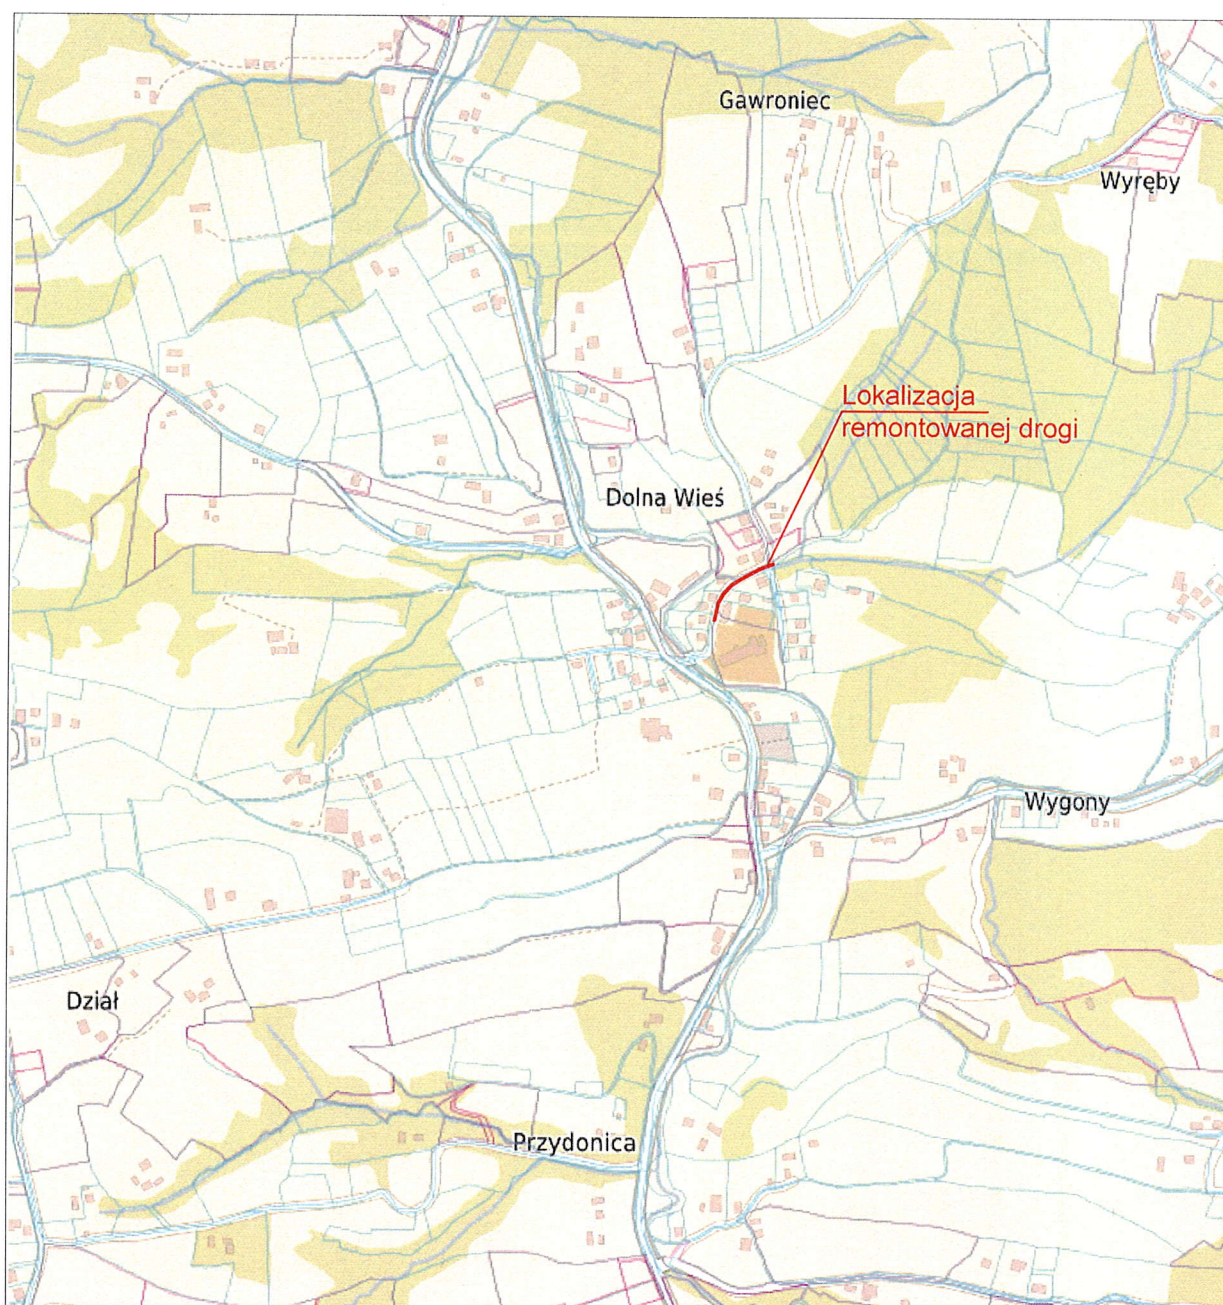 Gawroniec
Wyręby
Lokalizacja
remontowanej drogi
Dolna Wieś
Wygony
Dział
Przydonica